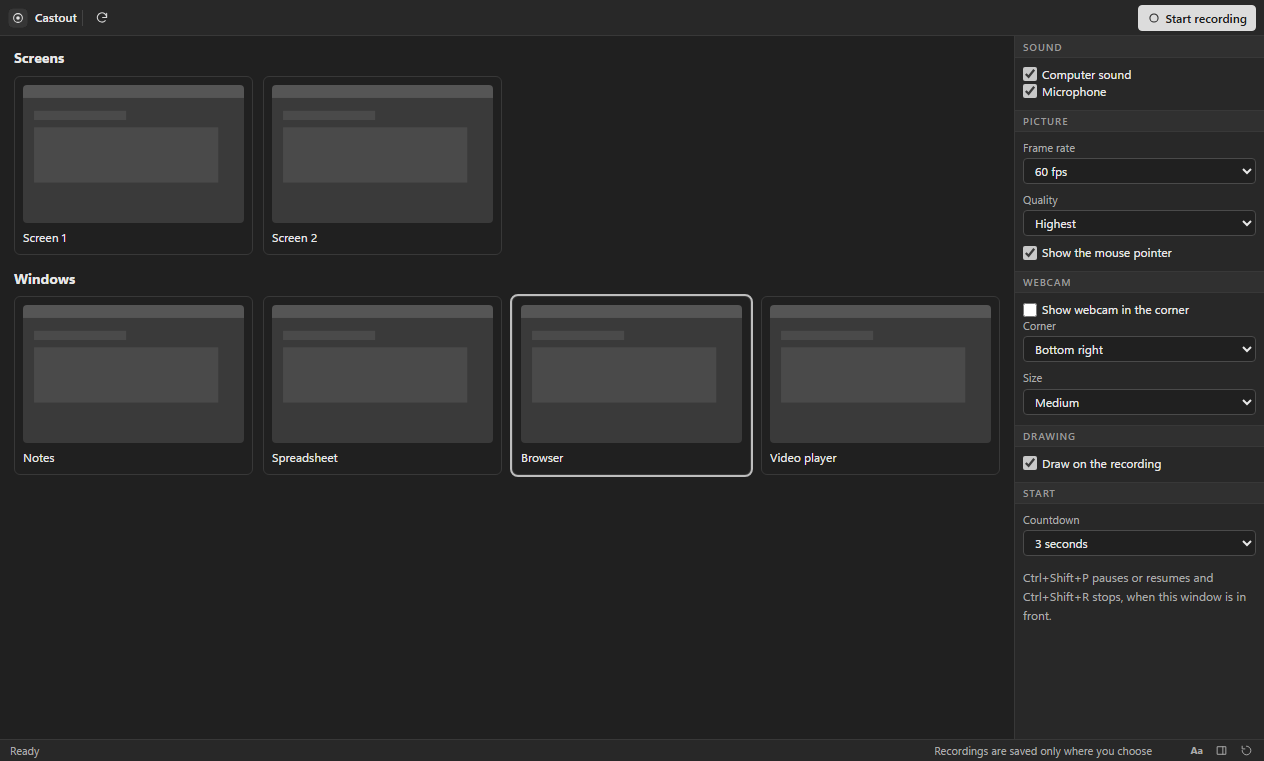 Castout
Start recording
Screens
Screen 1
Screen 2
Windows
Notes
Spreadsheet
Browser
Video player
SOUND
Computer sound
Microphone
PICTURE
Frame rate
60 fps
Quality
Highest
Show the mouse pointer
WEBCAM
Show webcam in the corner
Corner
Bottom right
Size
Medium
DRAWING
Draw on the recording
START
Countdown
3 seconds
Ctrl+Shift+P pauses or resumes and
Ctrl+Shift+R stops, when this window is in
front.
Ready
Recordings are saved only where you choose
Aa